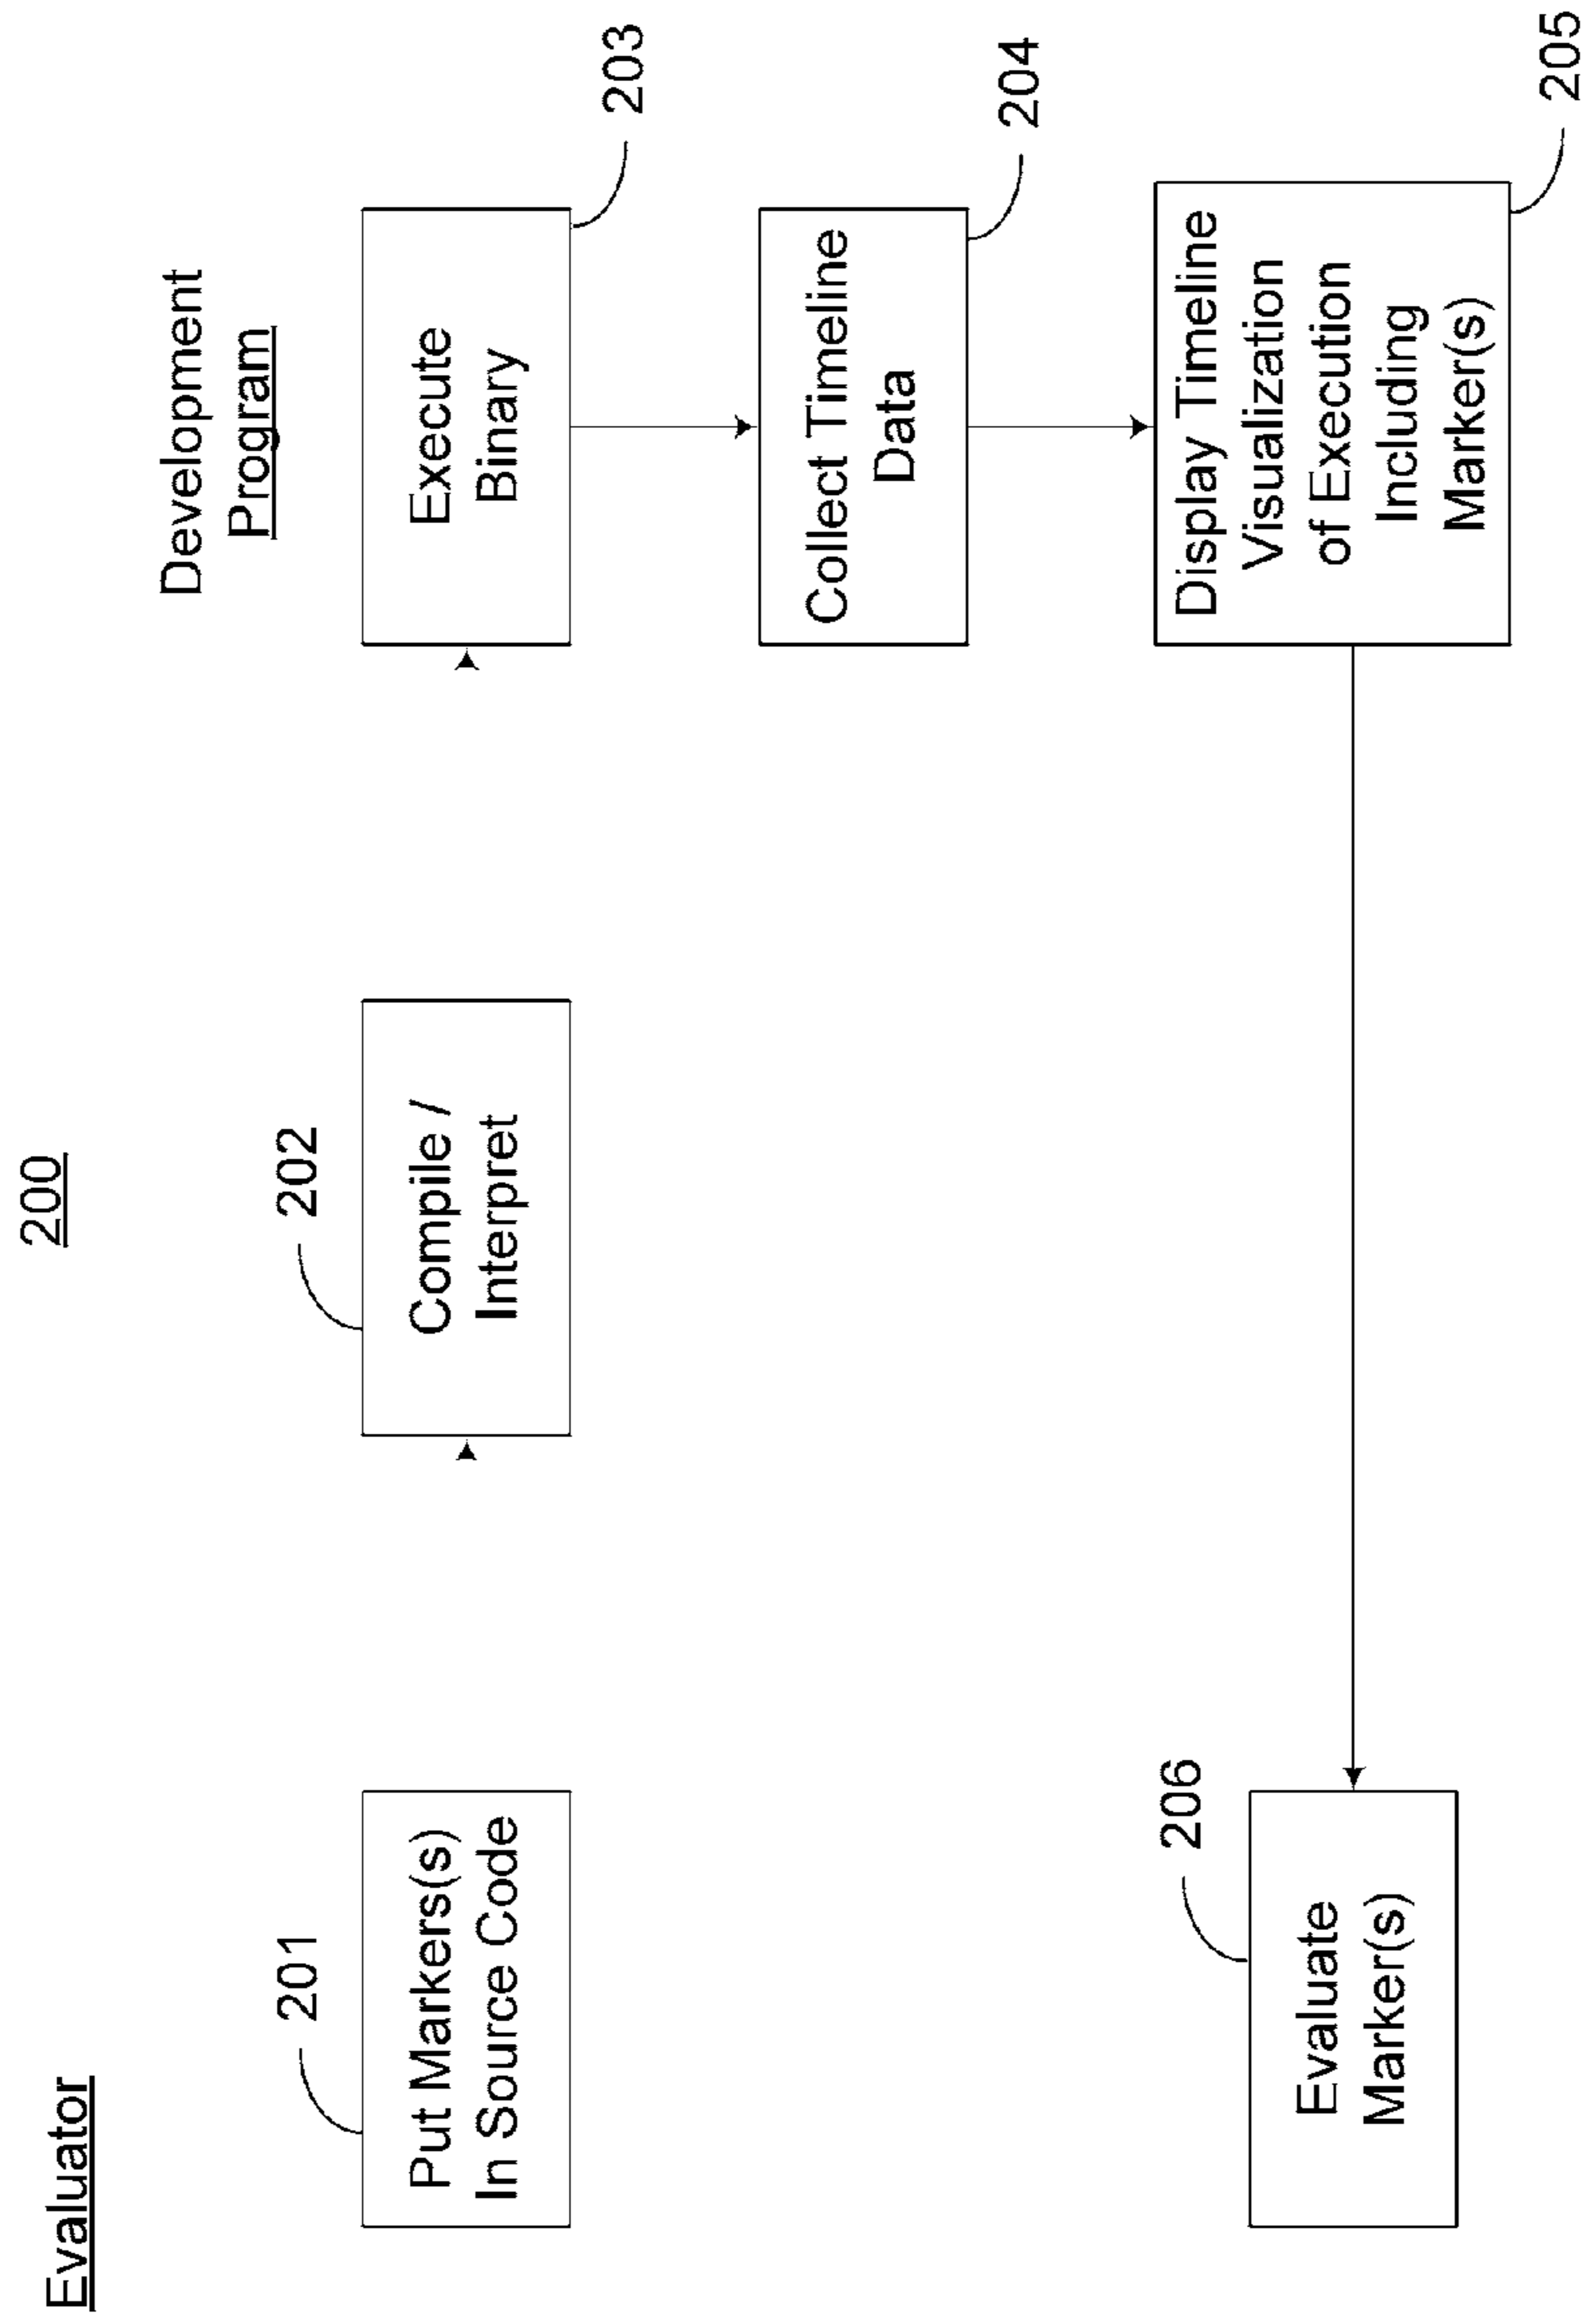 200
Evaluator
Development
Program
201
Put Markers(s)
In Source Code
202
Compile /
Interpret
203
Execute
Binary
204
Collect Timeline
Data
205
Display Timeline
Visualization
of Execution
Including
Marker(s)
206
Evaluate
Marker(s)